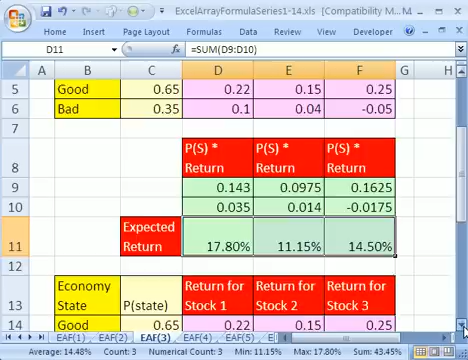 ExcelArrayFormulaSeries1-14.xls [Compatibility M...
Home Insert Page Layout Formulas Data Review View Developer
D11 =SUM(D9:D10)
A B C D E F G H
5 Good 0.65 0.22 0.15 0.25
6 Bad 0.35 0.1 0.04 -0.05
7
P(S) * P(S) * P(S) *
8 Return Return Return
9 0.143 0.0975 0.1625
10 0.035 0.014 -0.0175
Expected
11 Return 17.80% 11.15% 14.50%
12
Economy Return for Return for Return for
13 State P(state) Stock 1 Stock 2 Stock 3
14 Good 0.65 0.22 0.15 0.25
EAF(1) EAF(2) EAF(3) EAF(4) EAF(5) E
Average: 14.48% Count: 3 Numerical Count: 3 Min: 11.15% Max: 17.80% Sum: 43.45%